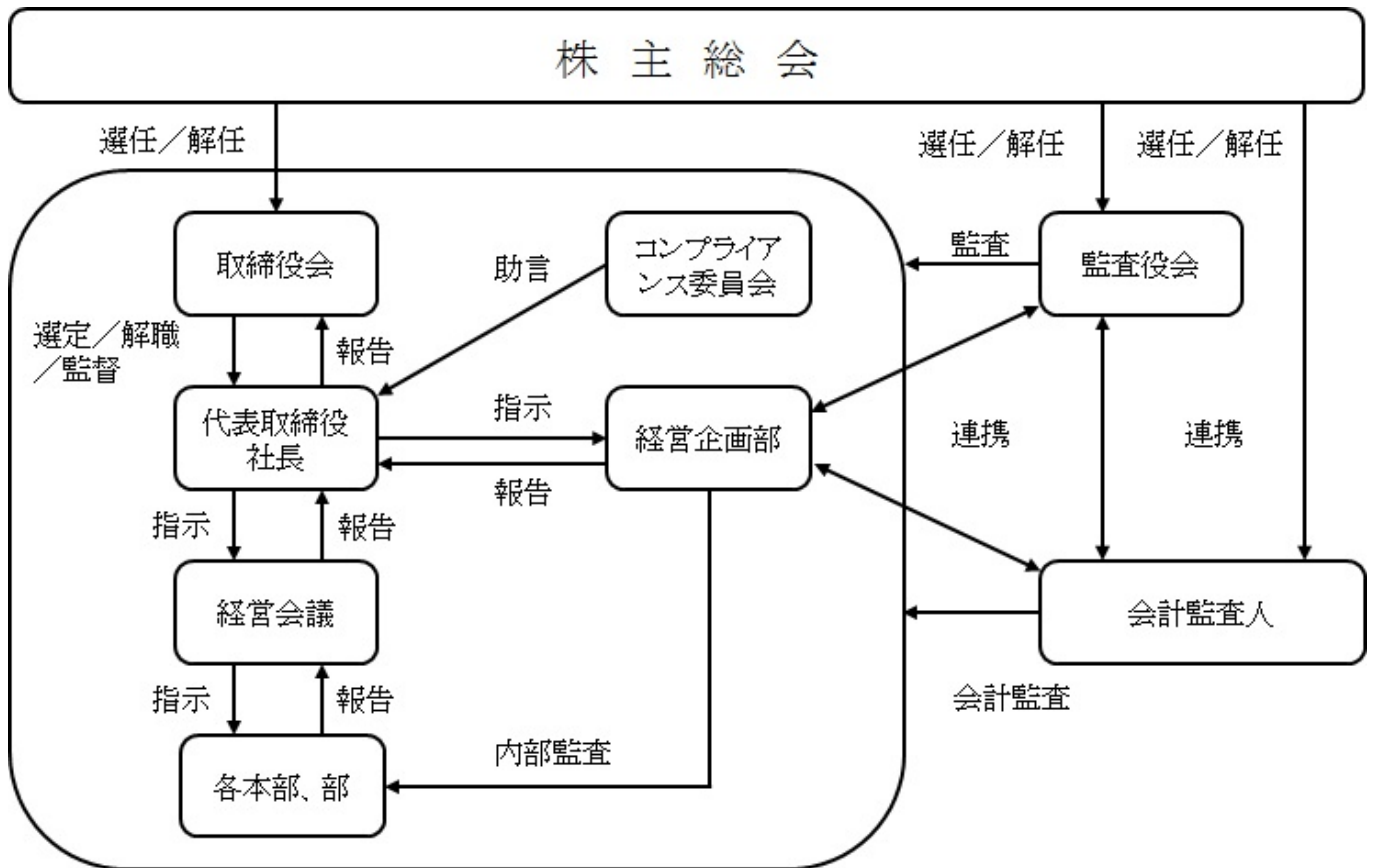 株主総会
選任／解任
選任／解任
選任／解任
取締役会
コンプライア
ンス委員会
助言
監査
監査役会
選定／解職
／監督
報告
代表取締役
社長
指示
報告
経営企画部
連携
連携
指示
報告
経営会議
会計監査人
会計監査
指示
報告
内部監査
各本部、部